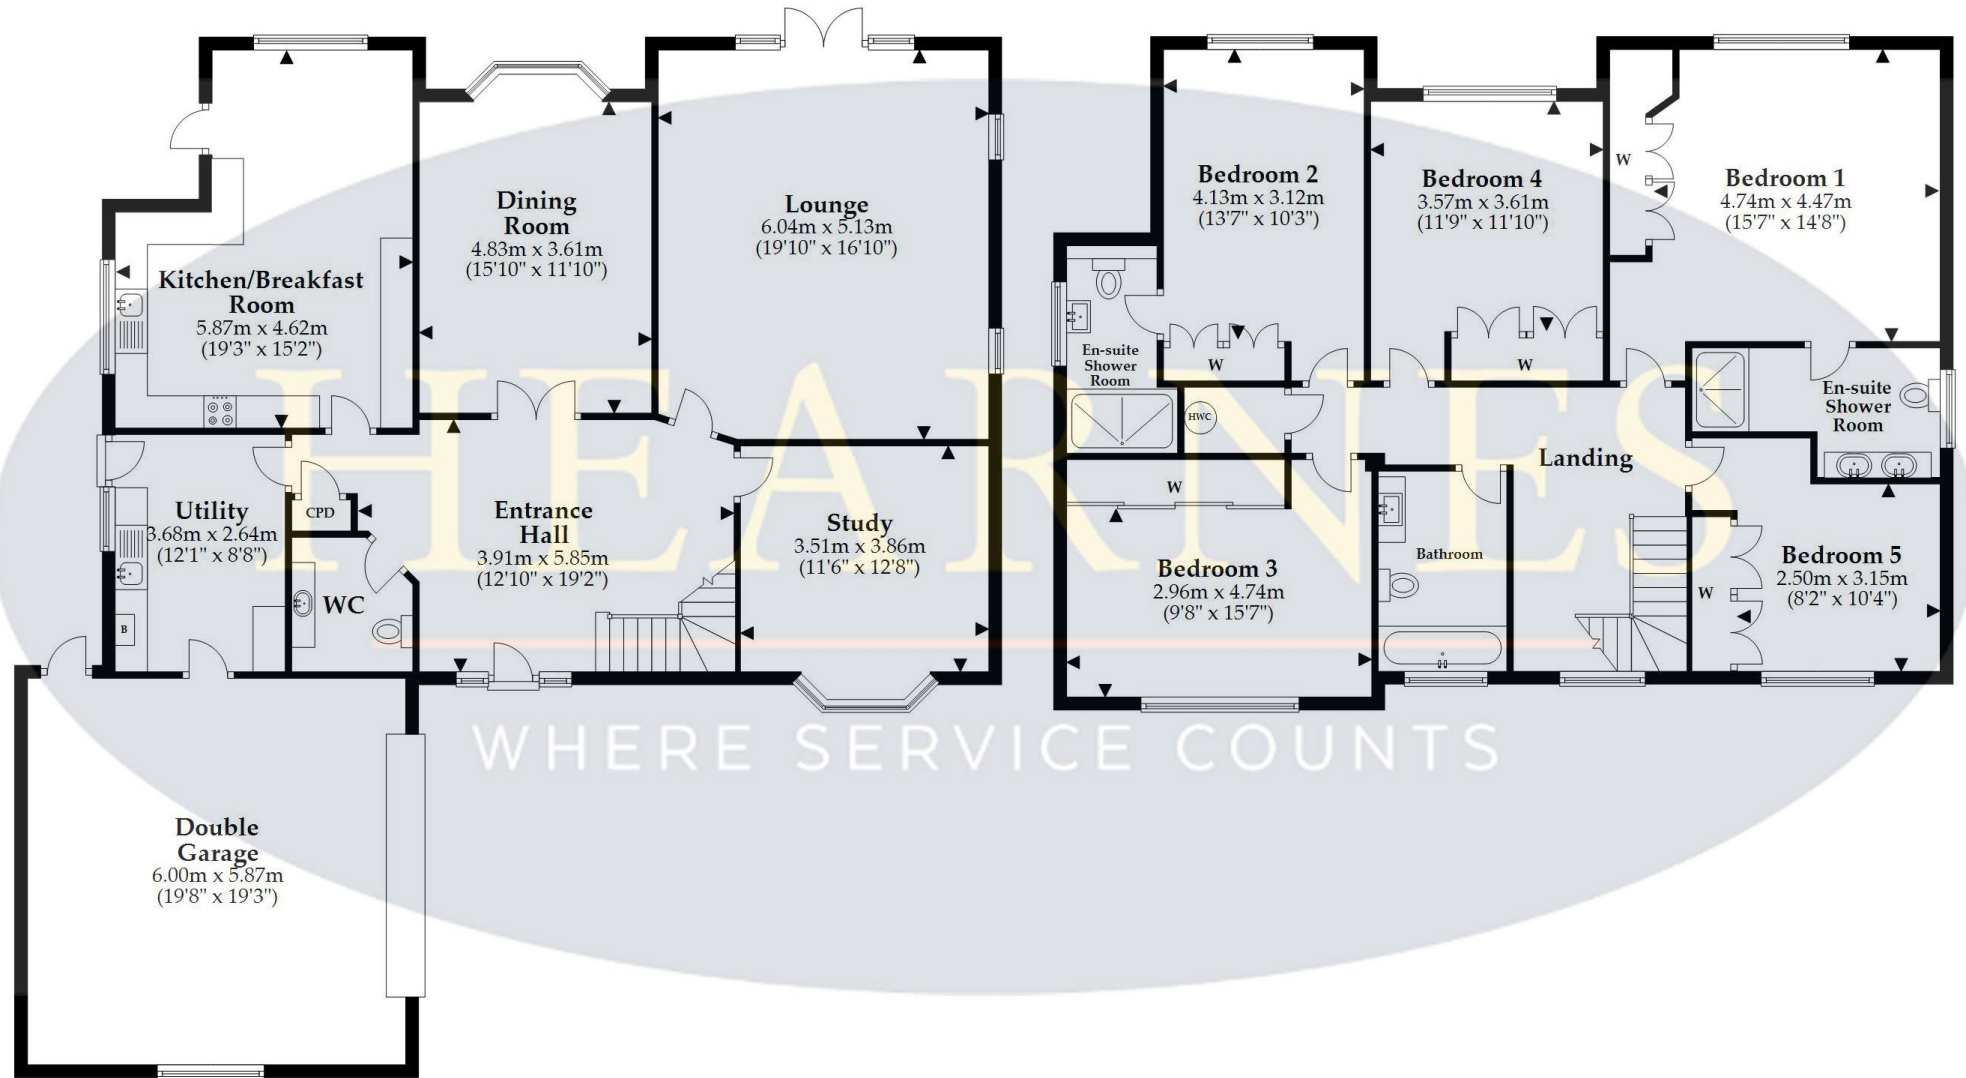 Kitchen/Breakfast
Room
5.87m x 4.62m
(19'3" x 15'2")
Dining
Room
4.83m x 3.61m
(15'10" x 11'10")
Lounge
6.04m x 5.13m
(19'10" x 16'10")
Utility
3.68m x 2.64m
(12'1" x 8'8")
B
CPD
WC
Entrance
Hall
3.91m x 5.85m
(12'10" x 19'2")
Study
3.51m x 3.86m
(11'6" x 12'8")
Double
Garage
6.00m x 5.87m
(19'8" x 19'3")
Bedroom 2
4.13m x 3.12m
(13'7" x 10'3")
W
Bedroom 4
3.57m x 3.61m
(11'9" x 11'10")
W
W
Bedroom 1
4.74m x 4.47m
(15'7" x 14'8")
En-suite
Shower
Room
HWC
En-suite
Shower
Room
Landing
W
Bedroom 3
2.96m x 4.74m
(9'8" x 15'7")
Bathroom
W
Bedroom 5
2.50m x 3.15m
(8'2" x 10'4")
HEARNES
WHERE SERVICE COUNTS